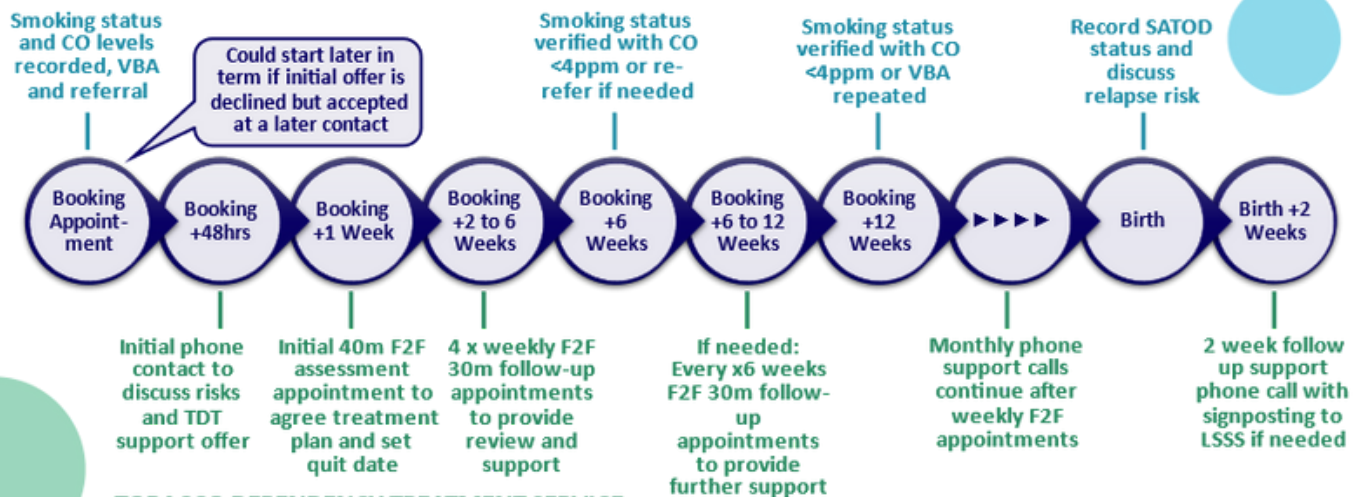 Smoking status
and CO levels
recorded, VBA
and referral
Could start later in
term if initial offer is
declined but accepted
at a later contact
Smoking status
verified with CO
<4ppm or re-
refer if needed
Smoking status
verified with CO
<4ppm or VBA
repeated
Record SATOD
status and
discuss
relapse risk
Booking
Appoint-
ment
Booking
+48hrs
Booking
+1 Week
Booking
+2 to 6
Weeks
Booking
+6
Weeks
Booking
+6 to 12
Weeks
Booking
+12
Weeks
►►►►
Birth
Birth +2
Weeks
Initial phone
contact to
discuss risks
and TDT
support offer
Initial 40m F2F
assessment
appointment to
agree treatment
plan and set
quit date
4 x weekly F2F
30m follow-up
appointments
to provide
review and
support
If needed:
Every x6 weeks
F2F 30m follow-
up
appointments
to provide
further support
Monthly phone
support calls
continue after
weekly F2F
appointments
2 week follow
up support
phone call with
signposting to
LSSS if needed